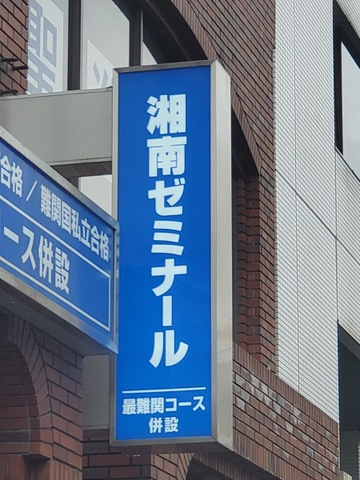 湘南ゼミナール
最難関コース
併設
合格／難関国私立合格
ース併設